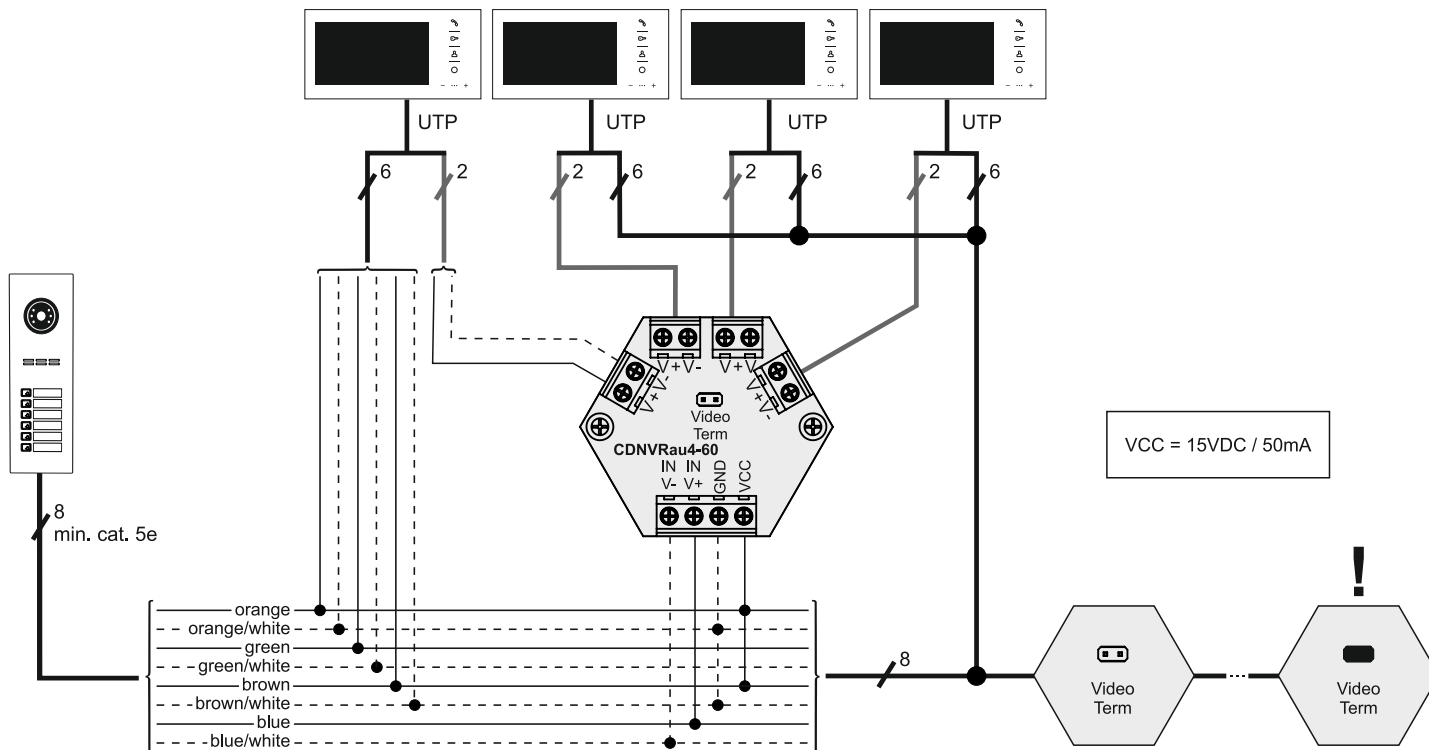 UTP UTP UTP UTP
6 2 2 6 2 6 2 6
V+ V- V+ V- V+ V V+ V-
Video
Term
CDNVRau4-60
IN IN GND VCC
V- V+
VCC = 15VDC / 50mA
8
min. cat. 5e
!
orange
orange/white
green
green/white
brown
brown/white
blue
blue/white
8
Video
Term
Video
Term